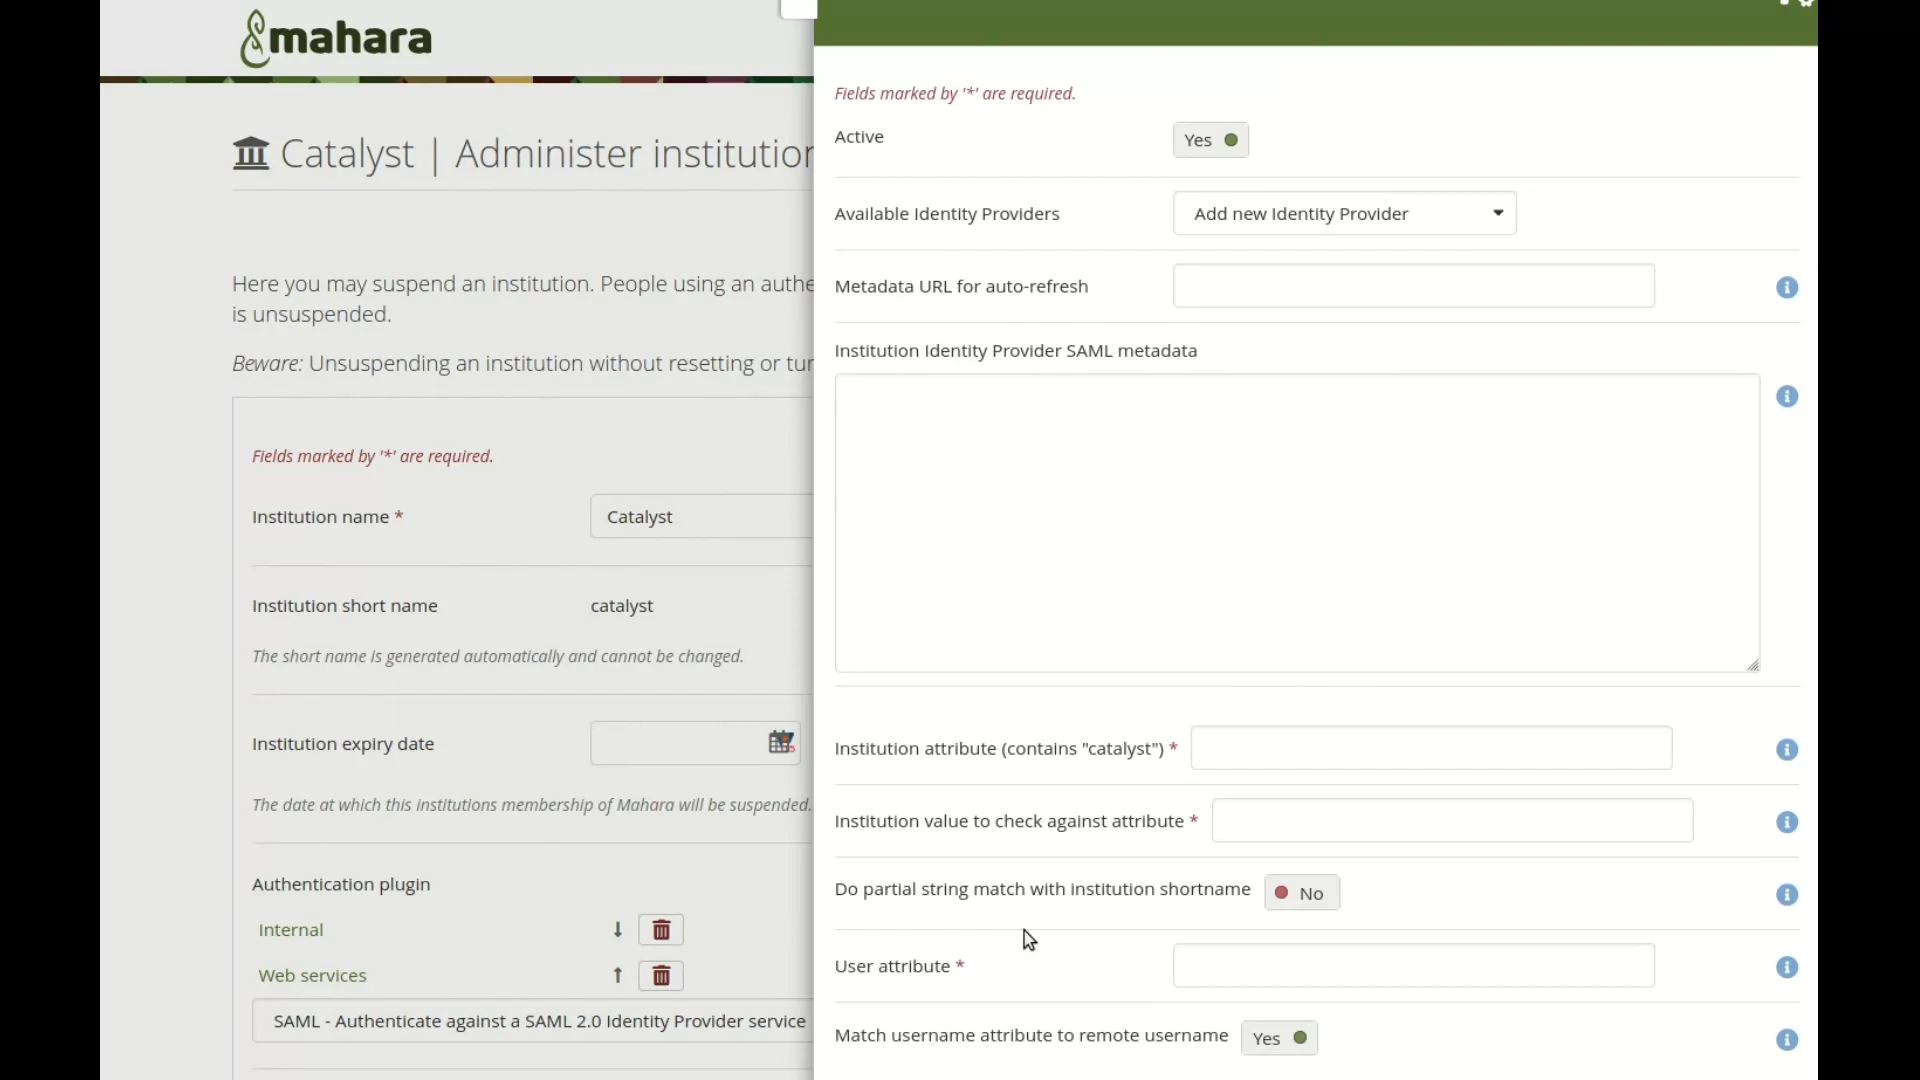 mahara
Catalyst | Administer institution
Here you may suspend an institution. People using an authe
is unsuspended.
Beware: Unsuspending an institution without resetting or tur
Fields marked by '*' are required.
Institution name *
Catalyst
Institution short name
catalyst
The short name is generated automatically and cannot be changed.
Institution expiry date
The date at which this institutions membership of Mahara will be suspended.
Authentication plugin
Internal
Web services
SAML - Authenticate against a SAML 2.0 Identity Provider service
Fields marked by '*' are required.
Active
Yes
Available Identity Providers
Add new Identity Provider
Metadata URL for auto-refresh
Institution Identity Provider SAML metadata
Institution attribute (contains "catalyst") *
Institution value to check against attribute *
Do partial string match with institution shortname
No
User attribute *
Match username attribute to remote username
Yes